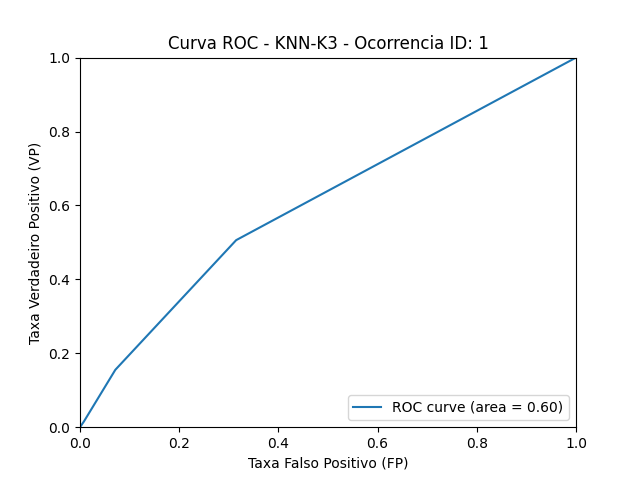 Curva ROC - KNN-K3 - Ocorrencia ID: 1
1.0
0.8
0.6
0.4
0.2
0.0
Taxa Verdadeiro Positivo (VP)
ROC curve (area = 0.60)
0.0 0.2 0.4 0.6 0.8 1.0
Taxa Falso Positivo (FP)